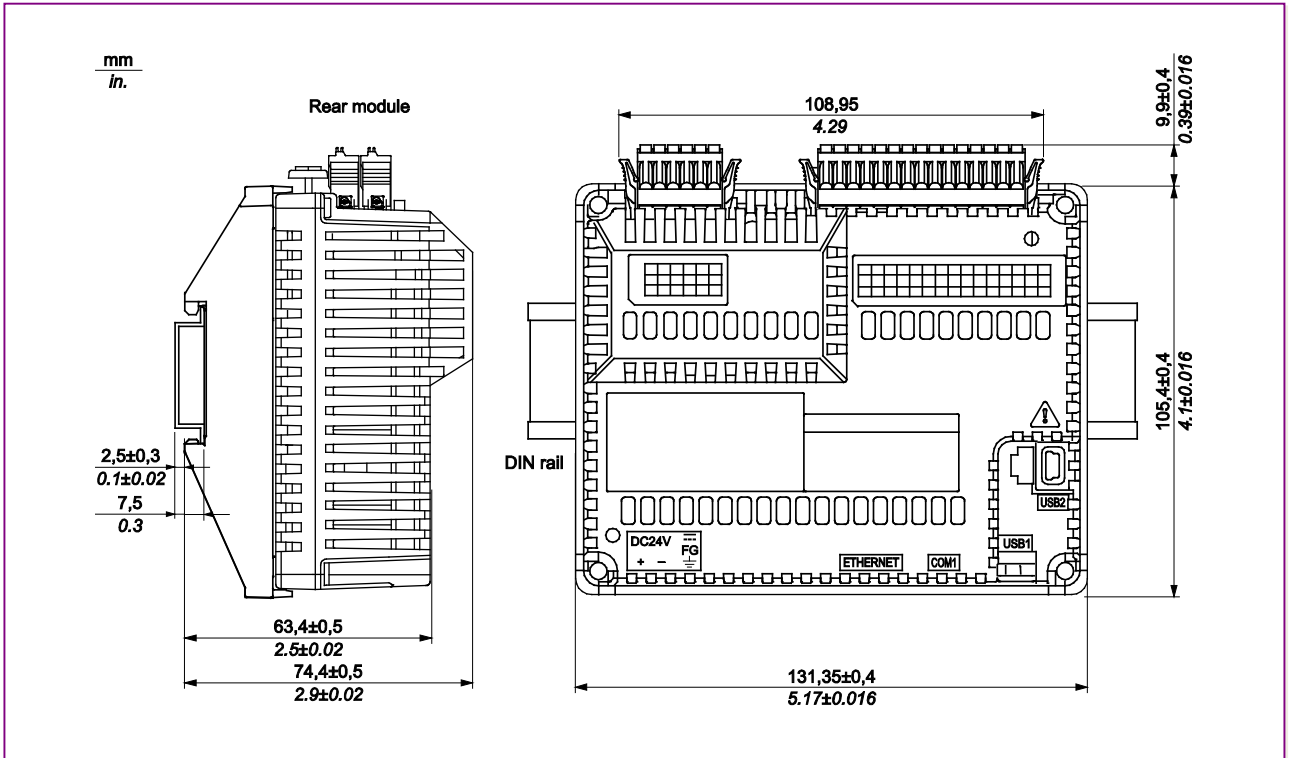 mm
in.
Rear module
108,95
4.29
9,9±0,4
0.39±0.016
105,4±0,4
4.1±0.016
2,5±0,3
0.1±0.02
7,5
0.3
DIN rail
USB2
USB1
DC24V
FG
+ −
ETHERNET
COM1
63,4±0,5
2.5±0.02
74,4±0,5
2.9±0.02
131,35±0,4
5.17±0.016